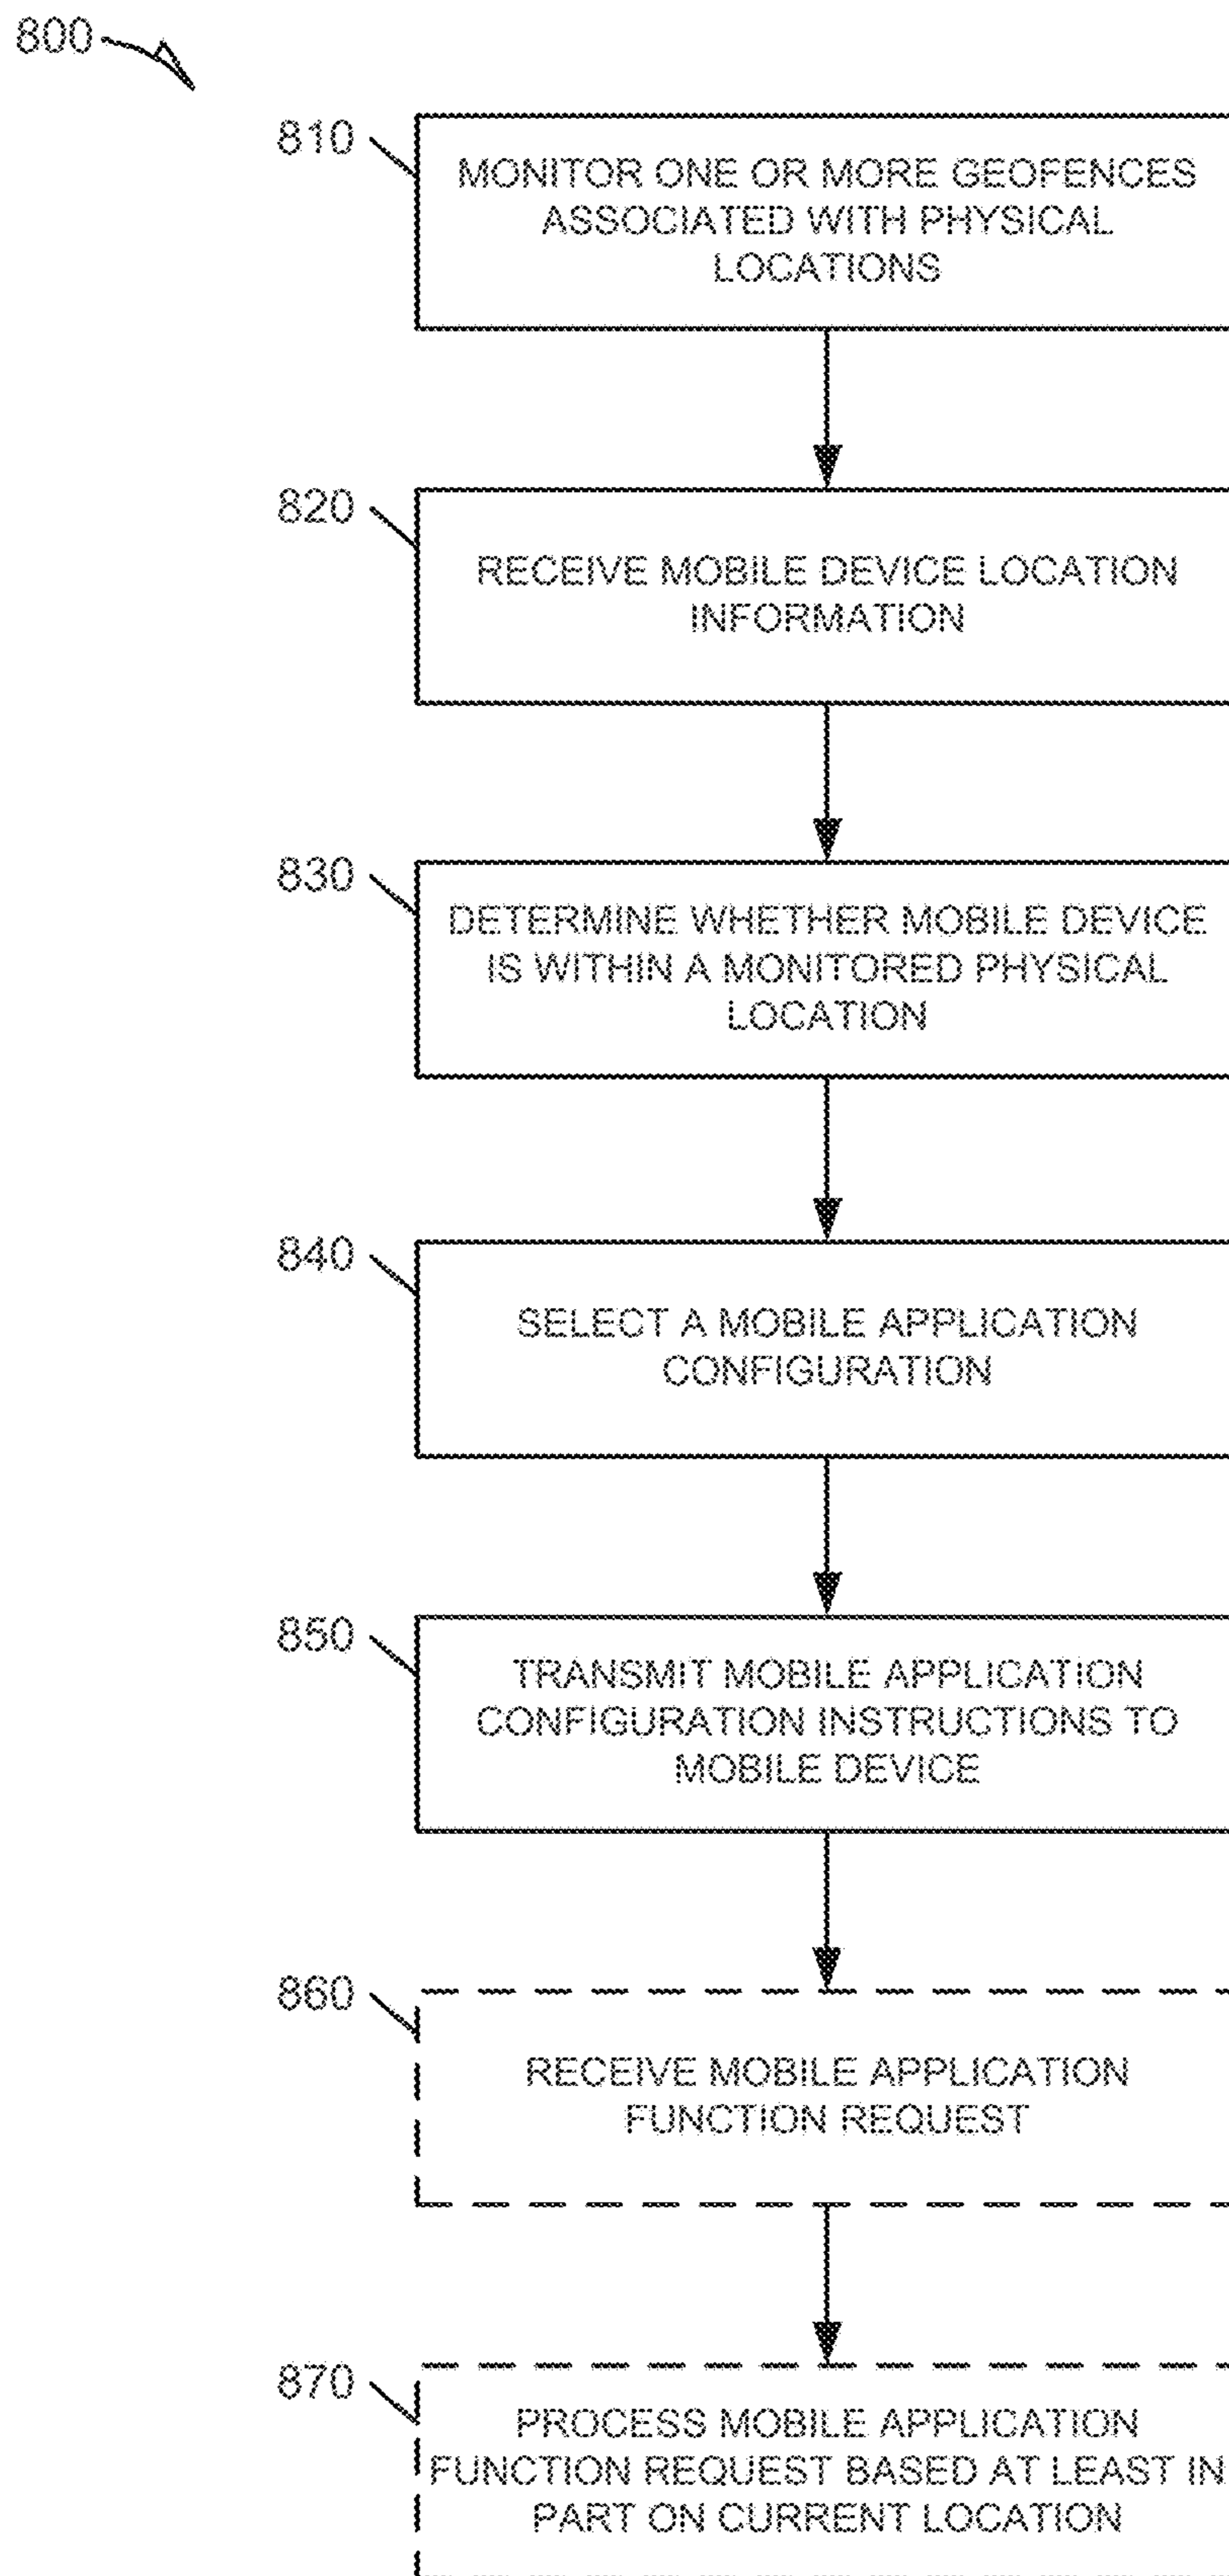 800
810
MONITOR ONE OR MORE GEOFENCES
ASSOCIATED WITH PHYSICAL
LOCATIONS
820
RECEIVE MOBILE DEVICE LOCATION
INFORMATION
830
DETERMINE WHETHER MOBILE DEVICE
IS WITHIN A MONITORED PHYSICAL
LOCATION
840
SELECT A MOBILE APPLICATION
CONFIGURATION
850
TRANSMIT MOBILE APPLICATION
CONFIGURATION INSTRUCTIONS TO
MOBILE DEVICE
860
RECEIVE MOBILE APPLICATION
FUNCTION REQUEST
870
PROCESS MOBILE APPLICATION
FUNCTION REQUEST BASED AT LEAST IN
PART ON CURRENT LOCATION